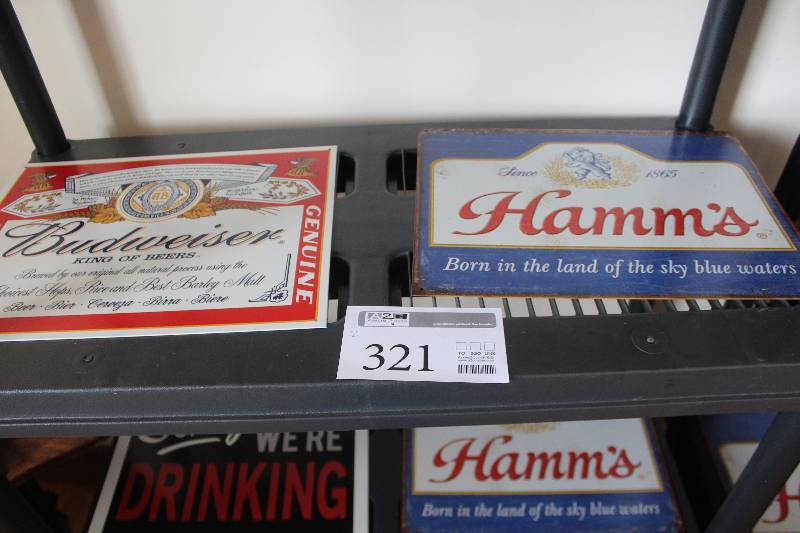 AB
Budweiser
KING OF BEERS.
GENUINE
Brewed by our original all natural process using the
Choicest Hops, Rice and Best Barley Malt
Beer - Bier - Cerveza - Birra - Biere
Since 1865
Hamm's
Born in the land of the sky blue waters
321
WE'RE
DRINKING
Hamm's
Born in the land of the sky blue waters